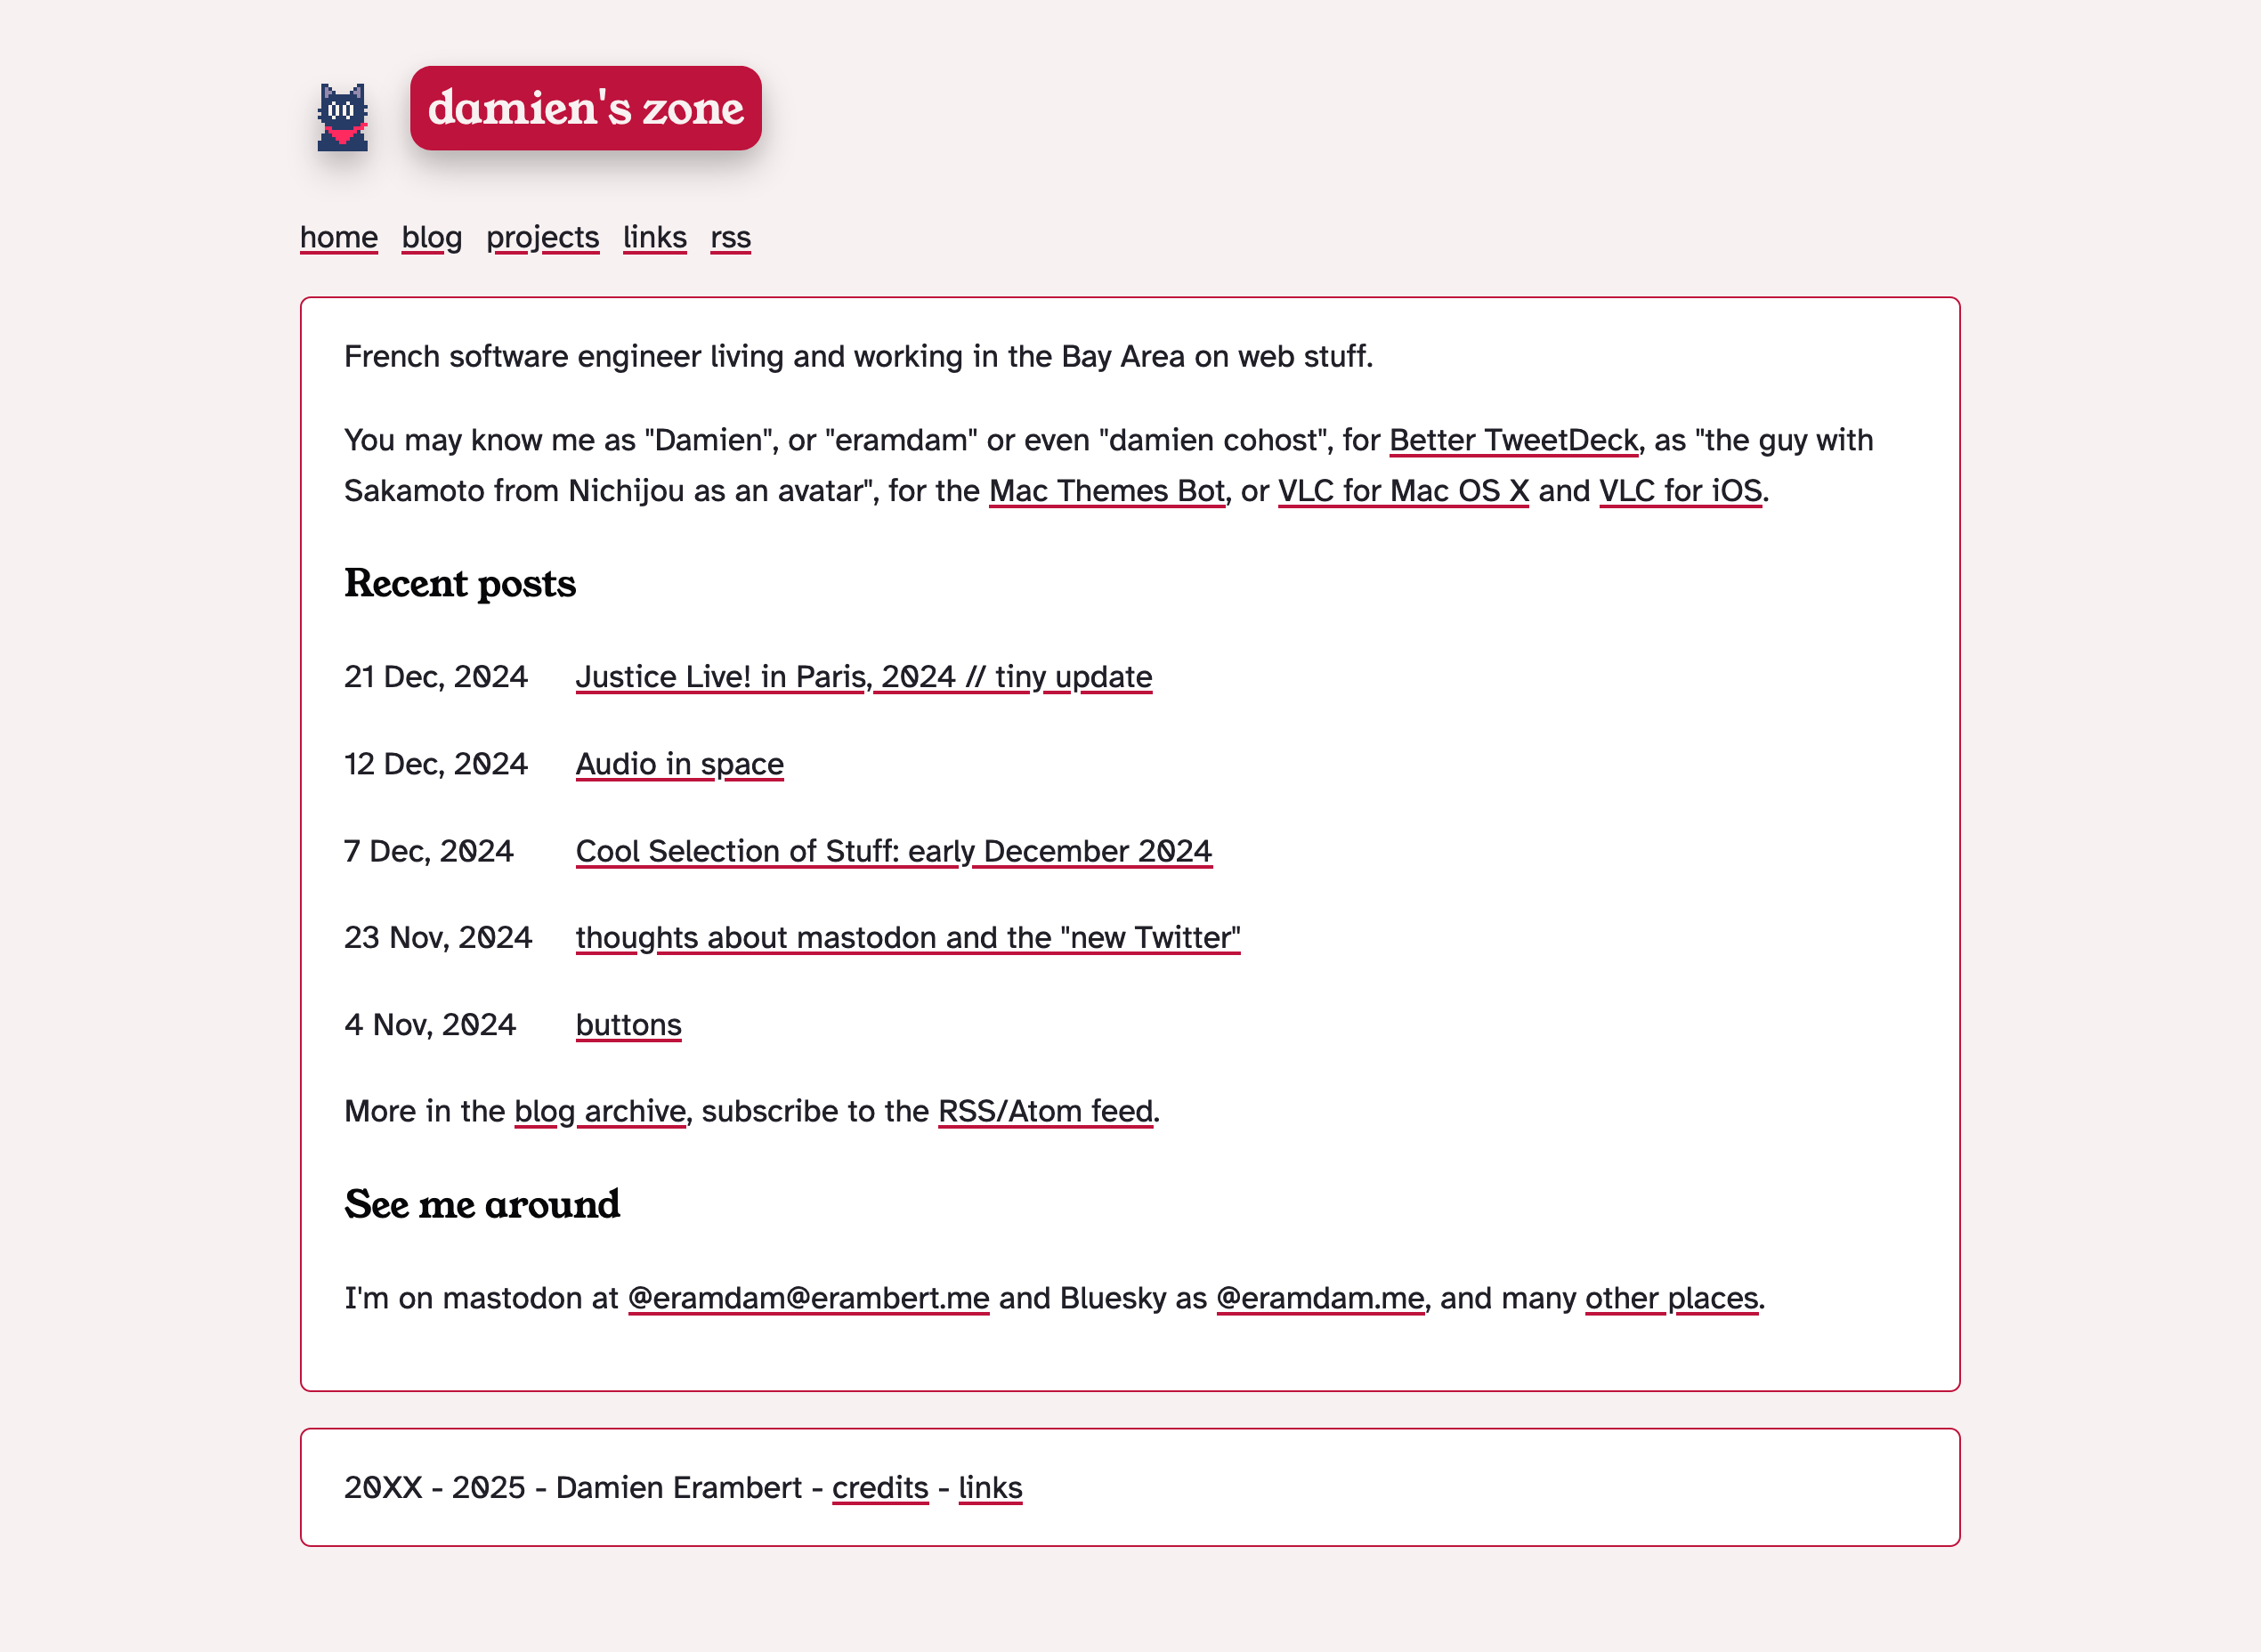 damien's zone
home blog projects links rss
French software engineer living and working in the Bay Area on web stuff.
You may know me as "Damien", or "eramdam" or even "damien cohost", for Better TweetDeck, as "the guy with
Sakamoto from Nichijou as an avatar", for the Mac Themes Bot, or VLC for Mac OS X and VLC for iOS.
Recent posts
21 Dec, 2024 Justice Live! in Paris, 2024 // tiny update
12 Dec, 2024 Audio in space
7 Dec, 2024 Cool Selection of Stuff: early December 2024
23 Nov, 2024 thoughts about mastodon and the "new Twitter"
4 Nov, 2024 buttons
More in the blog archive, subscribe to the RSS/Atom feed.
See me around
I'm on mastodon at @eramdam@erambert.me and Bluesky as @eramdam.me, and many other places.
20XX - 2025 - Damien Erambert - credits - links